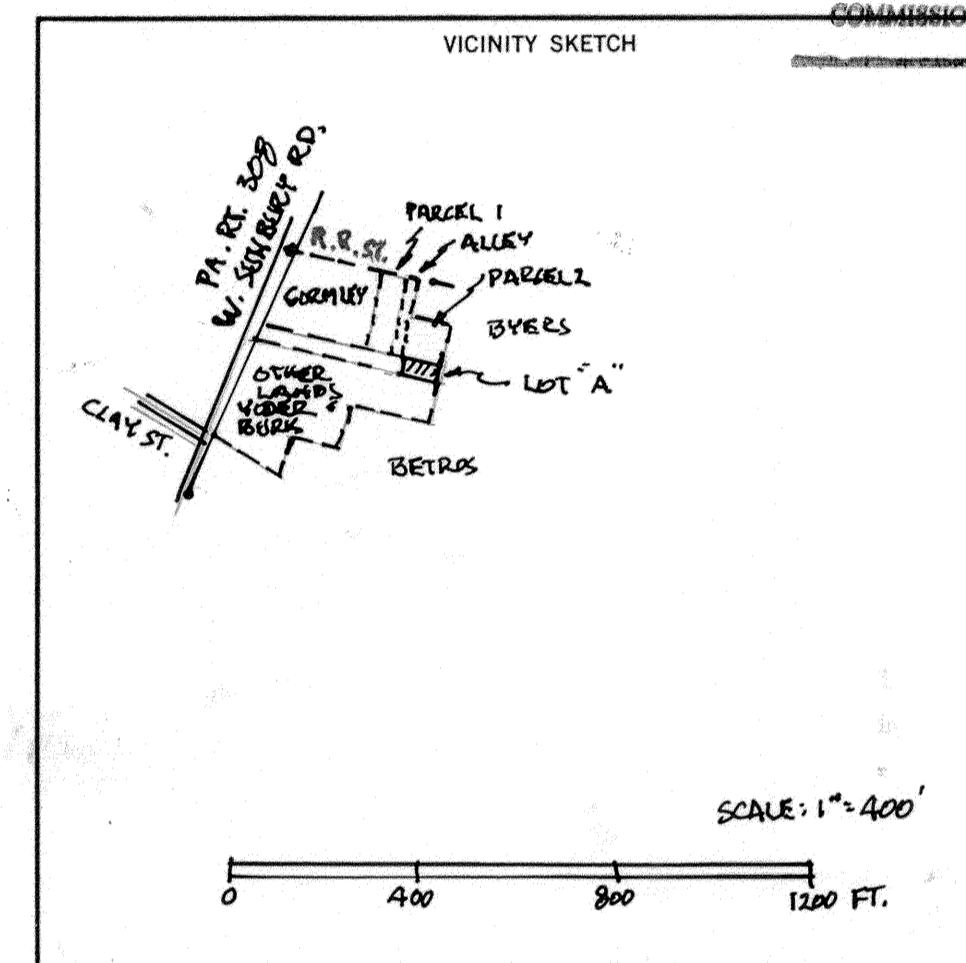 COMMISSIO
VICINITY SKETCH
PA. RT. 308
W. SUNBURY RD.
R.R. ST.
PARCEL 1
ALLEY
PARCEL 2
GORMLEY
BYERS
LOT "A"
OTHER
LANDS
YODER &
BURK
CLAY ST.
BETROS
SCALE: 1" = 400'
0 400 800 1200 FT.